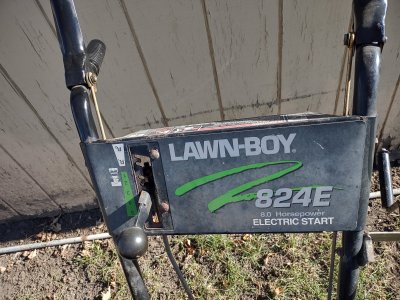 LAWN-BOY
824E
8.0 Horsepower
ELECTRIC START